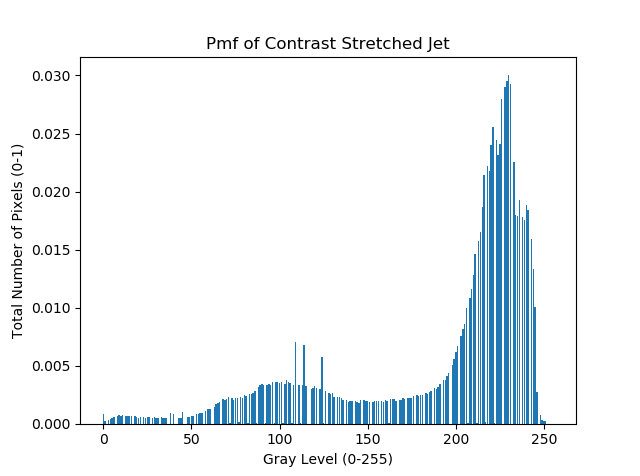 Pmf of Contrast Stretched Jet
0.030
0.025
0.020
0.015
0.010
0.005
0.000
Total Number of Pixels (0-1)
0 50 100 150 200 250
Gray Level (0-255)